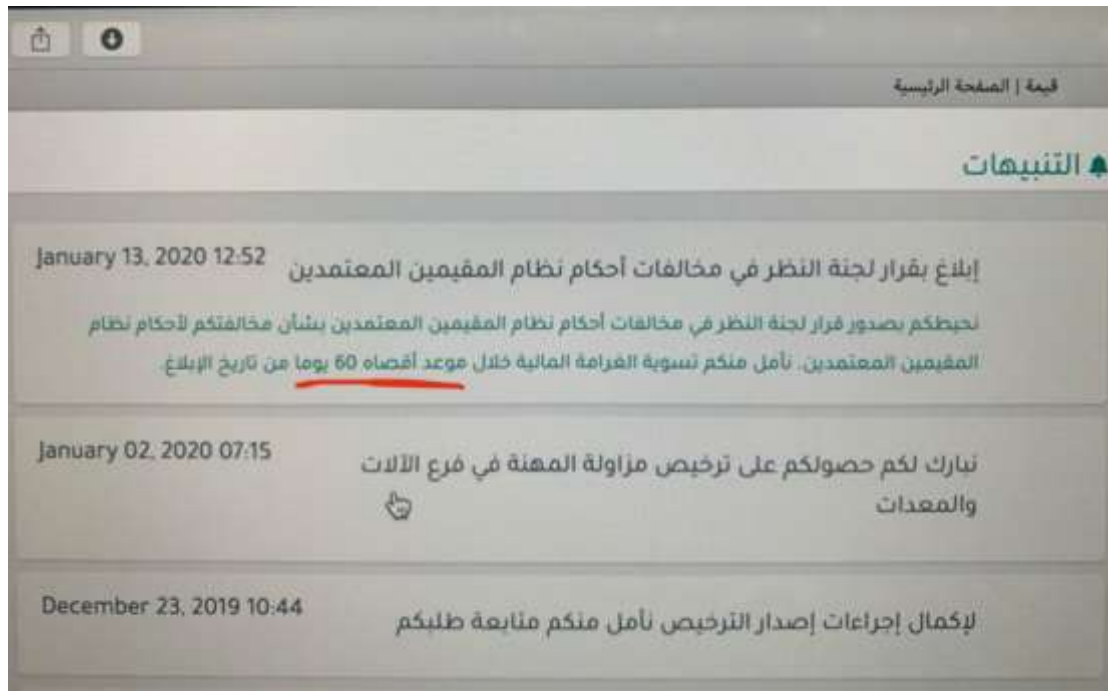 قيمة | الصفحة الرئيسية
التنبيهات
إبلاغ بقرار لجنة النظر في مخالفات أحكام نظام المقيمين المعتمدين
January 13, 2020 12:52
نحيطكم بصدور قرار لجنة النظر في مخالفات أحكام نظام المقيمين المعتمدين بشأن مخالفتكم لأحكام نظام
المقيمين المعتمدين. نأمل منكم تسوية الغرامة المالية خلال موعد أقصاه 60 يوما من تاريخ الإبلاغ.
January 02, 2020 07:15
نبارك لكم حصولكم على ترخيص مزاولة المهنة في فرع الآلات
والمعدات
December 23, 2019 10:44
لإكمال إجراءات إصدار الترخيص نأمل منكم متابعة طلبكم